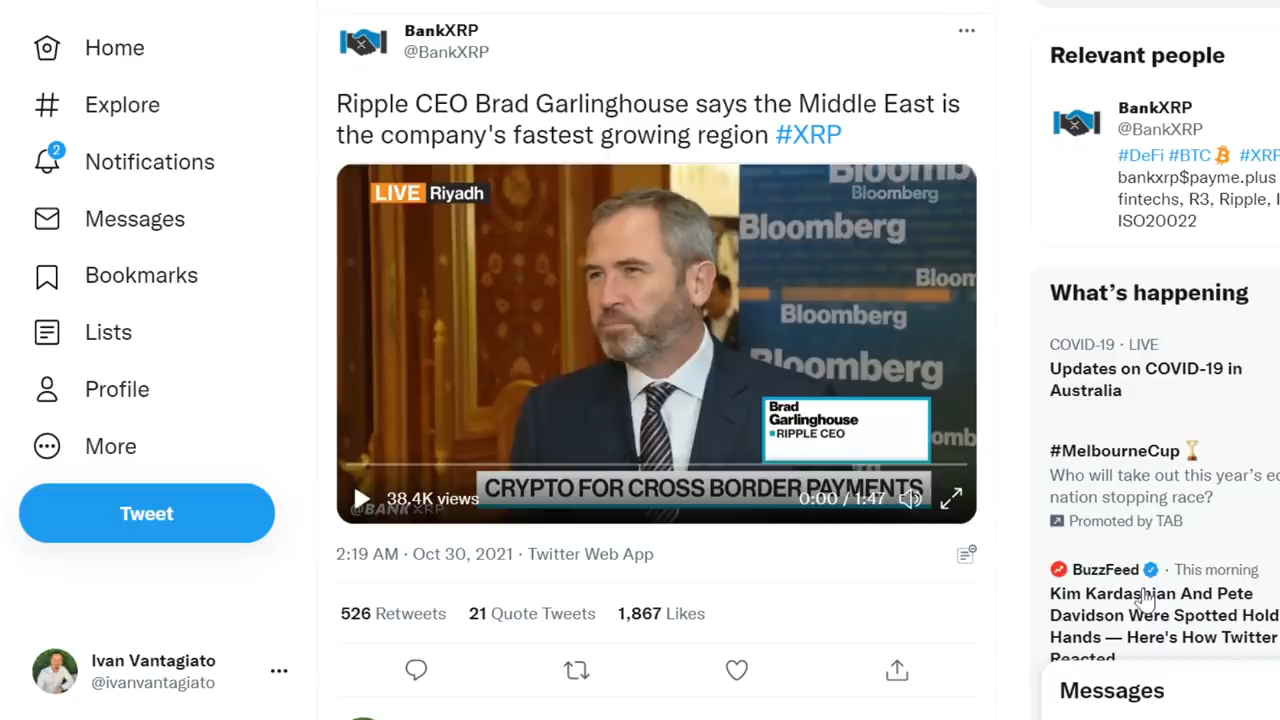 Home
Explore
2
Notifications
Messages
Bookmarks
Lists
Profile
More
Tweet
Ivan Vantagiato
@ivanvantagiato
BankXRP
@BankXRP
Ripple CEO Brad Garlinghouse says the Middle East is
the company's fastest growing region #XRP
LIVE Riyadh
Bloomberg
Bloomberg
Bloomberg
Bloomberg
Brad
Garlinghouse
RIPPLE CEO
CRYPTO FOR CROSS BORDER PAYMENTS
38.4K views
0:00 / 1:47
@BANKXRP
2:19 AM · Oct 30, 2021 · Twitter Web App
526 Retweets 21 Quote Tweets 1,867 Likes
Relevant people
BankXRP
@BankXRP
#DeFi #BTC #XRP
bankxrp$payme.plus
fintechs, R3, Ripple,
ISO20022
What's happening
COVID-19 · LIVE
Updates on COVID-19 in
Australia
#MelbourneCup
Who will take out this year's
nation stopping race?
Promoted by TAB
BuzzFeed · This morning
Kim Kardashian And Pete
Davidson Were Spotted Hold
Hands — Here's How Twitter
Reacted
Messages